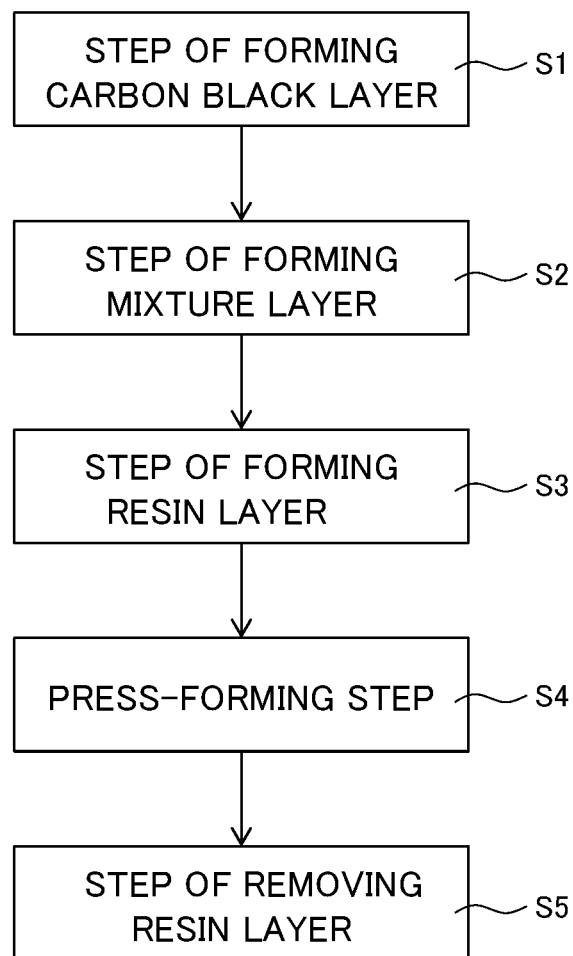 STEP OF FORMING
CARBON BLACK LAYER
S1
STEP OF FORMING
MIXTURE LAYER
S2
STEP OF FORMING
RESIN LAYER
S3
PRESS-FORMING STEP
S4
STEP OF REMOVING
RESIN LAYER
S5